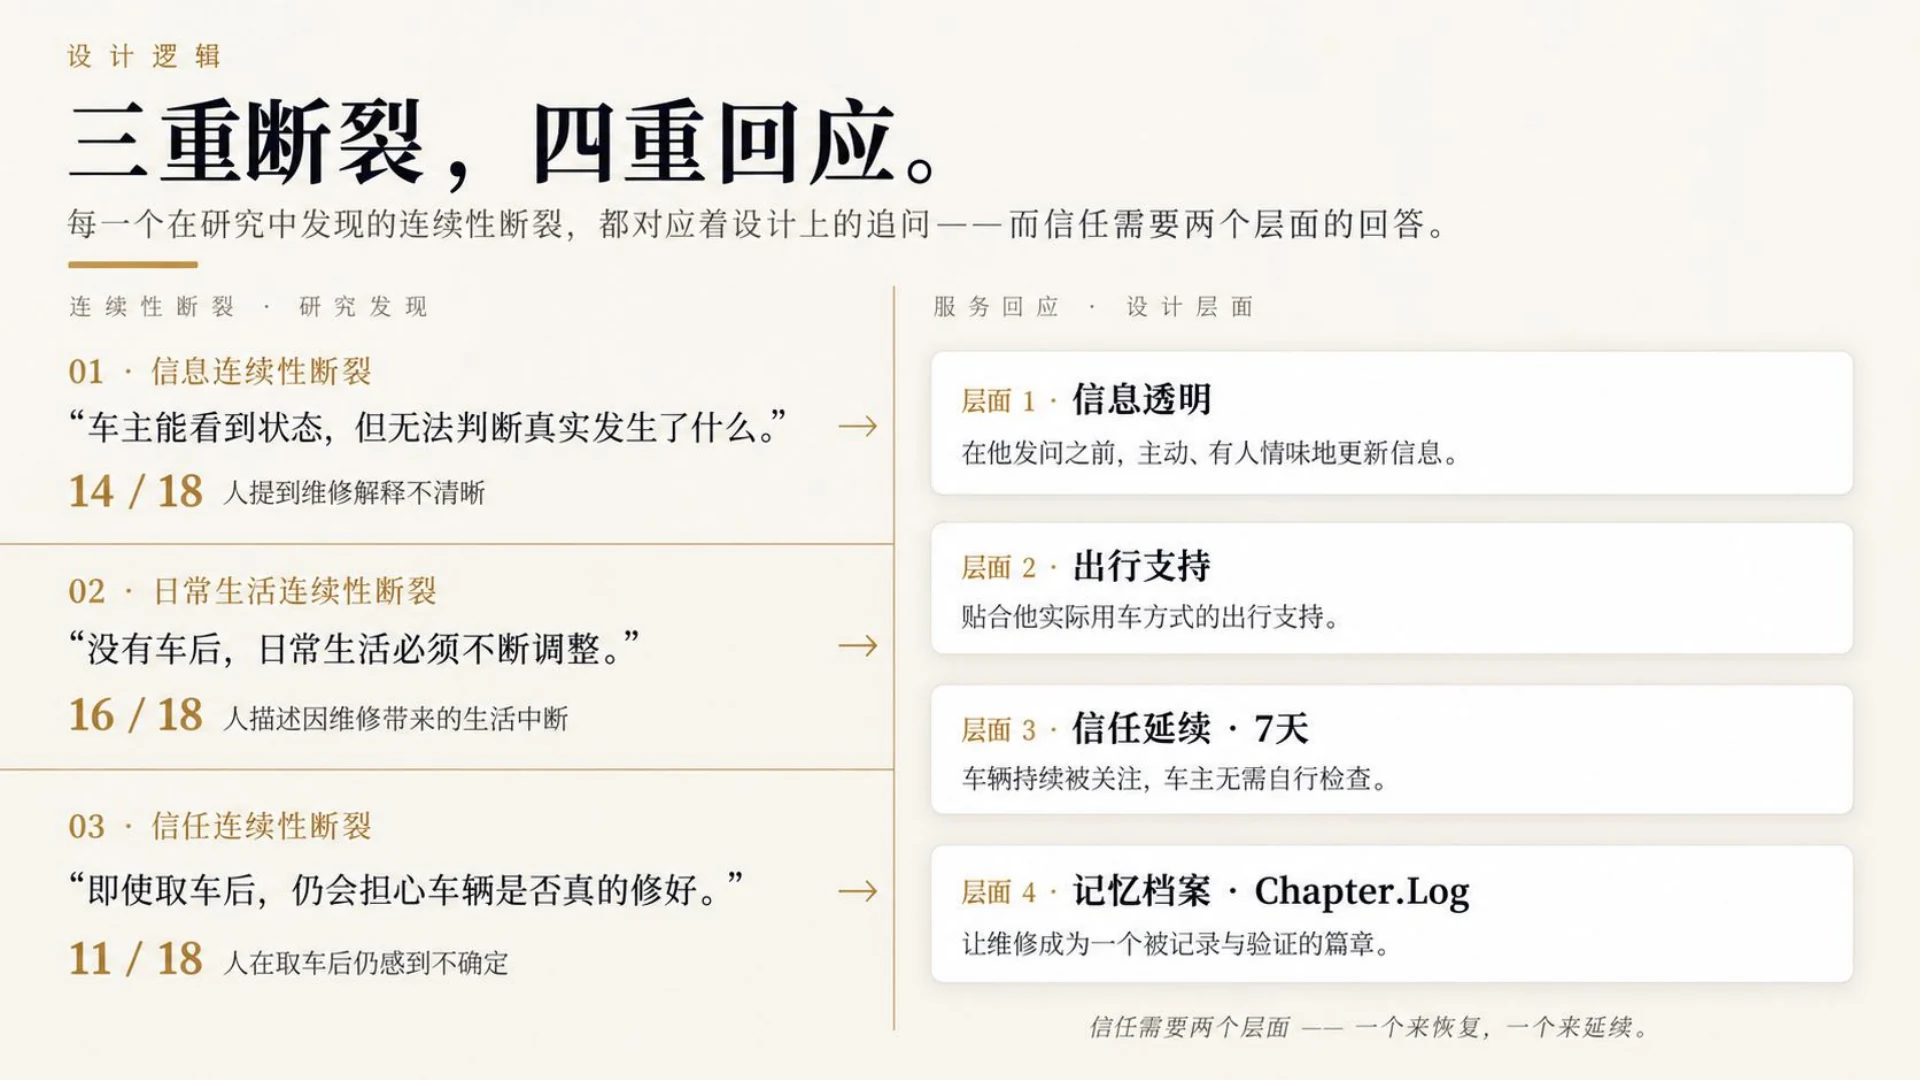 设计逻辑
三重断裂，四重回应。
每一个在研究中发现的连续性断裂，都对应着设计上的追问——而信任需要两个层面的回答。
连续性断裂 · 研究发现
01 · 信息连续性断裂
“车主能看到状态，但无法判断真实发生了什么。” →
14 / 18 人提到维修解释不清晰
02 · 日常生活连续性断裂
“没有车后，日常生活必须不断调整。” →
16 / 18 人描述因维修带来的生活中断
03 · 信任连续性断裂
“即使取车后，仍会担心车辆是否真的修好。” →
11 / 18 人在取车后仍感到不确定
服务回应 · 设计层面
层面 1 · 信息透明
在他发问之前，主动、有人情味地更新信息。
层面 2 · 出行支持
贴合他实际用车方式的出行支持。
层面 3 · 信任延续 · 7天
车辆持续被关注，车主无需自行检查。
层面 4 · 记忆档案 · Chapter.Log
让维修成为一个被记录与验证的篇章。
信任需要两个层面 —— 一个来恢复，一个来延续。